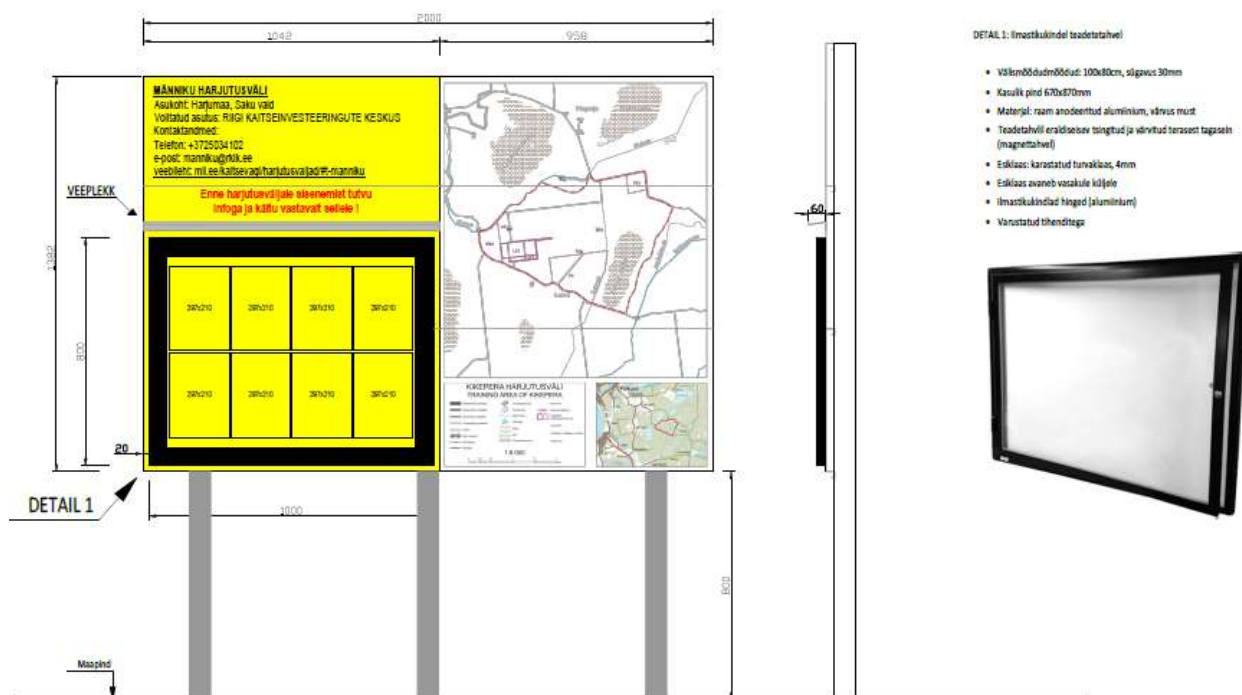 2000
1042
958
MÄNNIKU HARJUTUSVÄLI
Asukoht: Harjumaa, Saku vald
Volitatud asutus: RIIGI KAITSEINVESTEERINGUTE KESKUS
Kontaktandmed:
Telefon: +3725034102
e-post: manniku@rkik.ee
veebileht: mil.ee/kaitsevagi/harjutusvaljad/#t-manniku
Enne harjutusväljale sisenemist tutvu
infoga ja käitu vastavalt sellele !
VEEPLEKK
1382
800
297x210
297x210
297x210
297x210
297x210
297x210
297x210
297x210
20
DETAIL 1
1000
KIKEPERA HARJUTUSVÄLI
TRAINING AREA OF KIKEPERA
60
800
Maapind
DETAIL 1: Ilmastikukindel teadetetahvel
• Välismõõdudmõõdud: 100x80cm, sügavus 30mm
• Kasulik pind 670x870mm
• Materjal: raam anodeeritud alumiinium, värvus must
• Teadetahvlil eraldiseisev tsingitud ja värvitud terasest tagasein
(magnettahvel)
• Esiklaas: karastatud turvaklaas, 4mm
• Esiklaas avaneb vasakule küljele
• Ilmastikukindlad hinged (alumiinium)
• Varustatud tihenditega